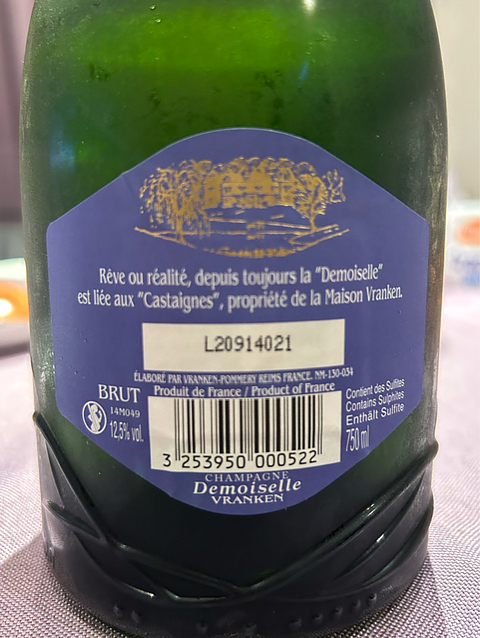 Rêve ou réalité, depuis toujours la "Demoiselle"
est liée aux "Castaignes", propriété de la Maison Vranken.
L20914021
ÉLABORÉ PAR VRANKEN-POMMERY REIMS FRANCE. NM-130-034
Produit de France / Product of France
BRUT
14M049
12,5% vol.
Contient des Sulfites
Contains Sulphites
Enthält Sulfite
750 ml
3 253950 000522
CHAMPAGNE
Demoiselle
VRANKEN